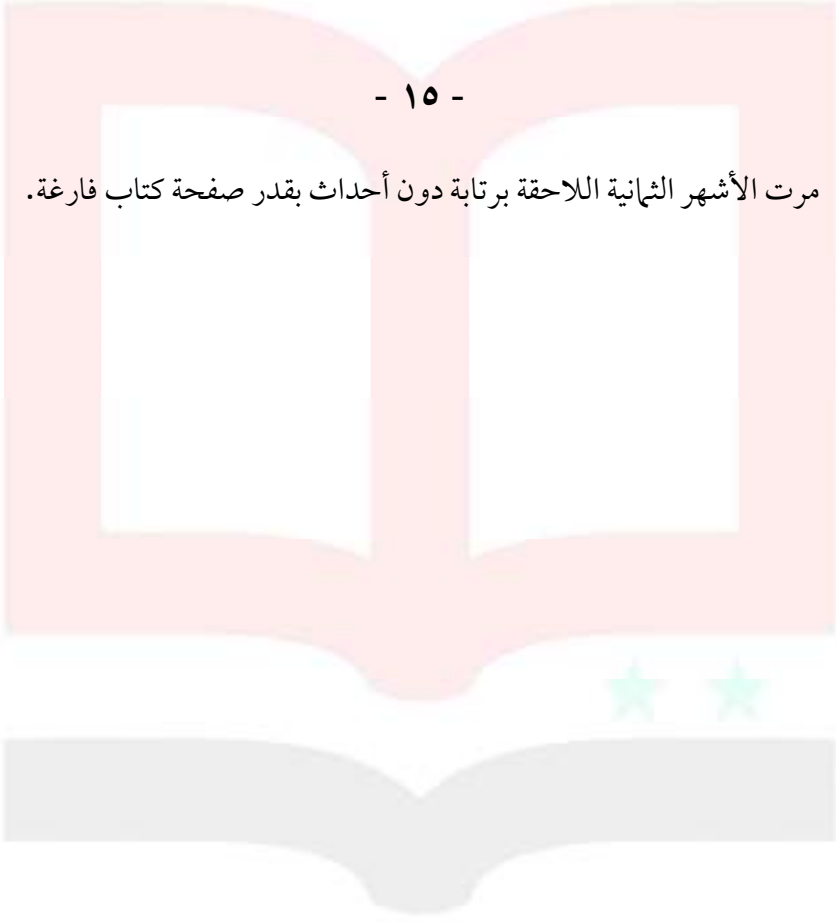 - ١٥ -
مرت الأشهر الثمانية اللاحقة برتابة دون أحداث بقدر صفحة كتاب فارغة.